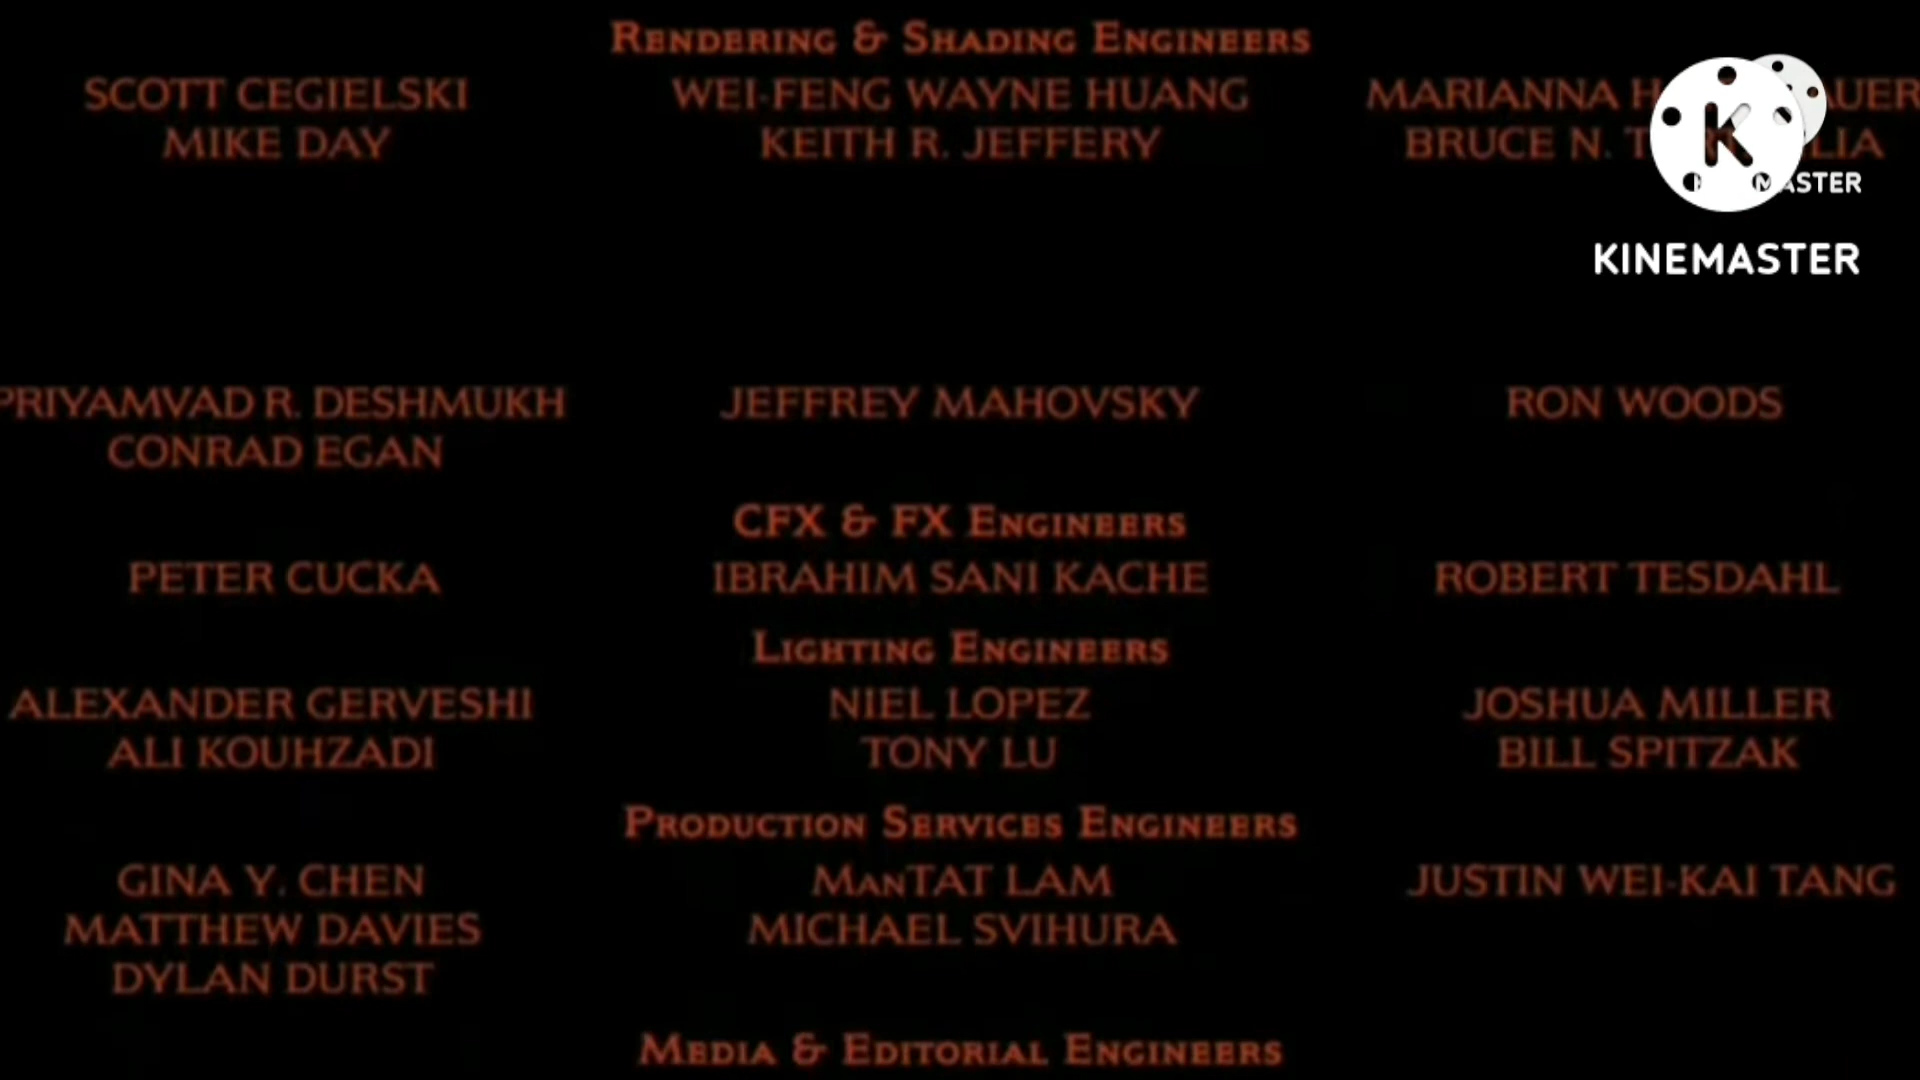 Rendering & Shading Engineers
SCOTT CEGIELSKI WEI-FENG WAYNE HUANG MARIANNA
MIKE DAY KEITH R. JEFFERY BRUCE N.
KINEMASTER
PRIYAMVAD R. DESHMUKH JEFFREY MAHOVSKY RON WOODS
CONRAD EGAN
CFX & FX Engineers
PETER CUCKA IBRAHIM SANI KACHE ROBERT TESDAHL
Lighting Engineers
ALEXANDER GERVESHI NIEL LOPEZ JOSHUA MILLER
ALI KOUHZADI TONY LU BILL SPITZAK
Production Services Engineers
GINA Y. CHEN ManTAT LAM JUSTIN WEI-KAI TANG
MATTHEW DAVIES MICHAEL SVIHURA
DYLAN DURST
Media & Editorial Engineers